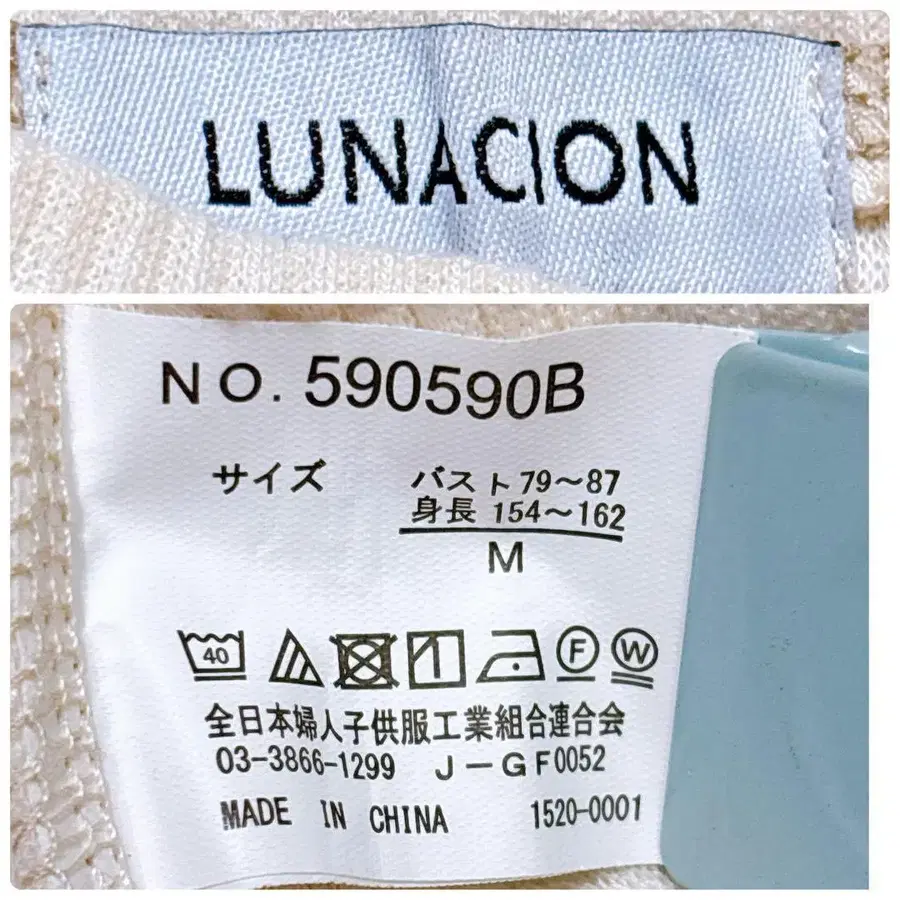 LUNACION
NO. 590590B
サイズ バスト 79～87
身長 154～162
M
40 F W
全日本婦人子供服工業組合連合会
03-3866-1299 J-GF0052
MADE IN CHINA 1520-0001